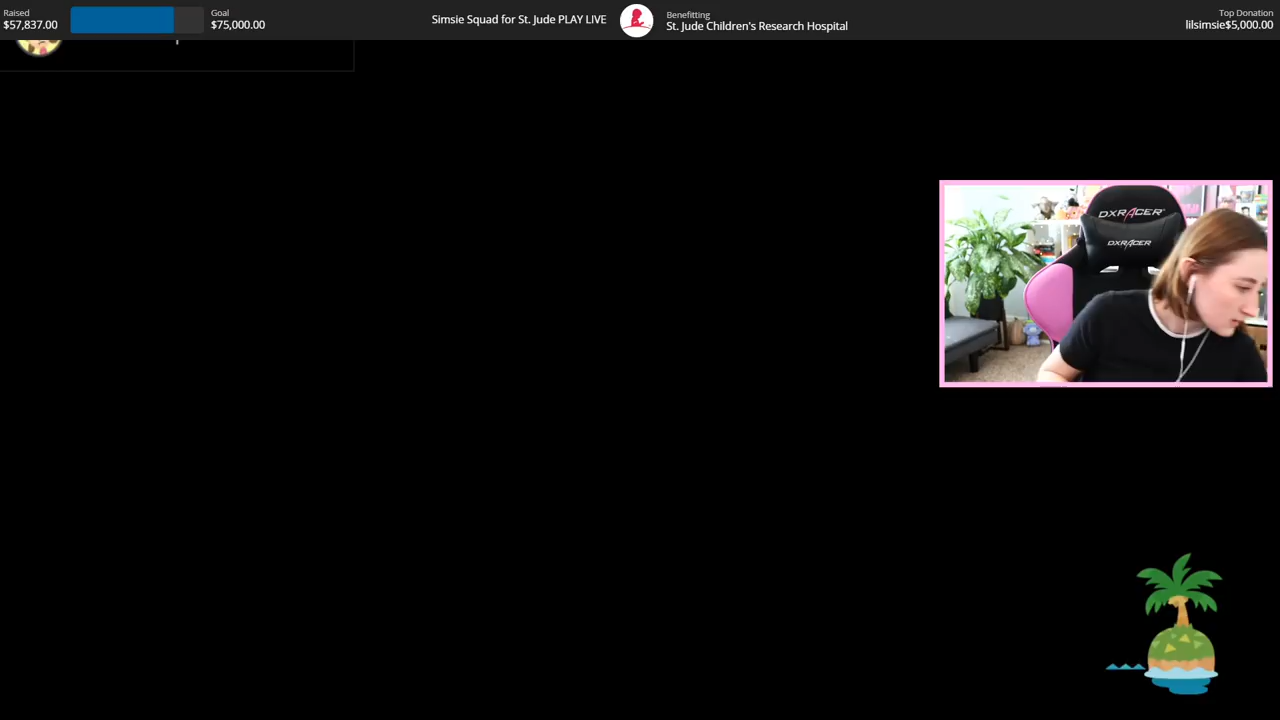 Raised
$57,837.00
Goal
$75,000.00
Simsie Squad for St. Jude PLAY LIVE
Benefitting
St. Jude Children's Research Hospital
Top Donation
lilsimsie$5,000.00
DXRACER
DXRACER